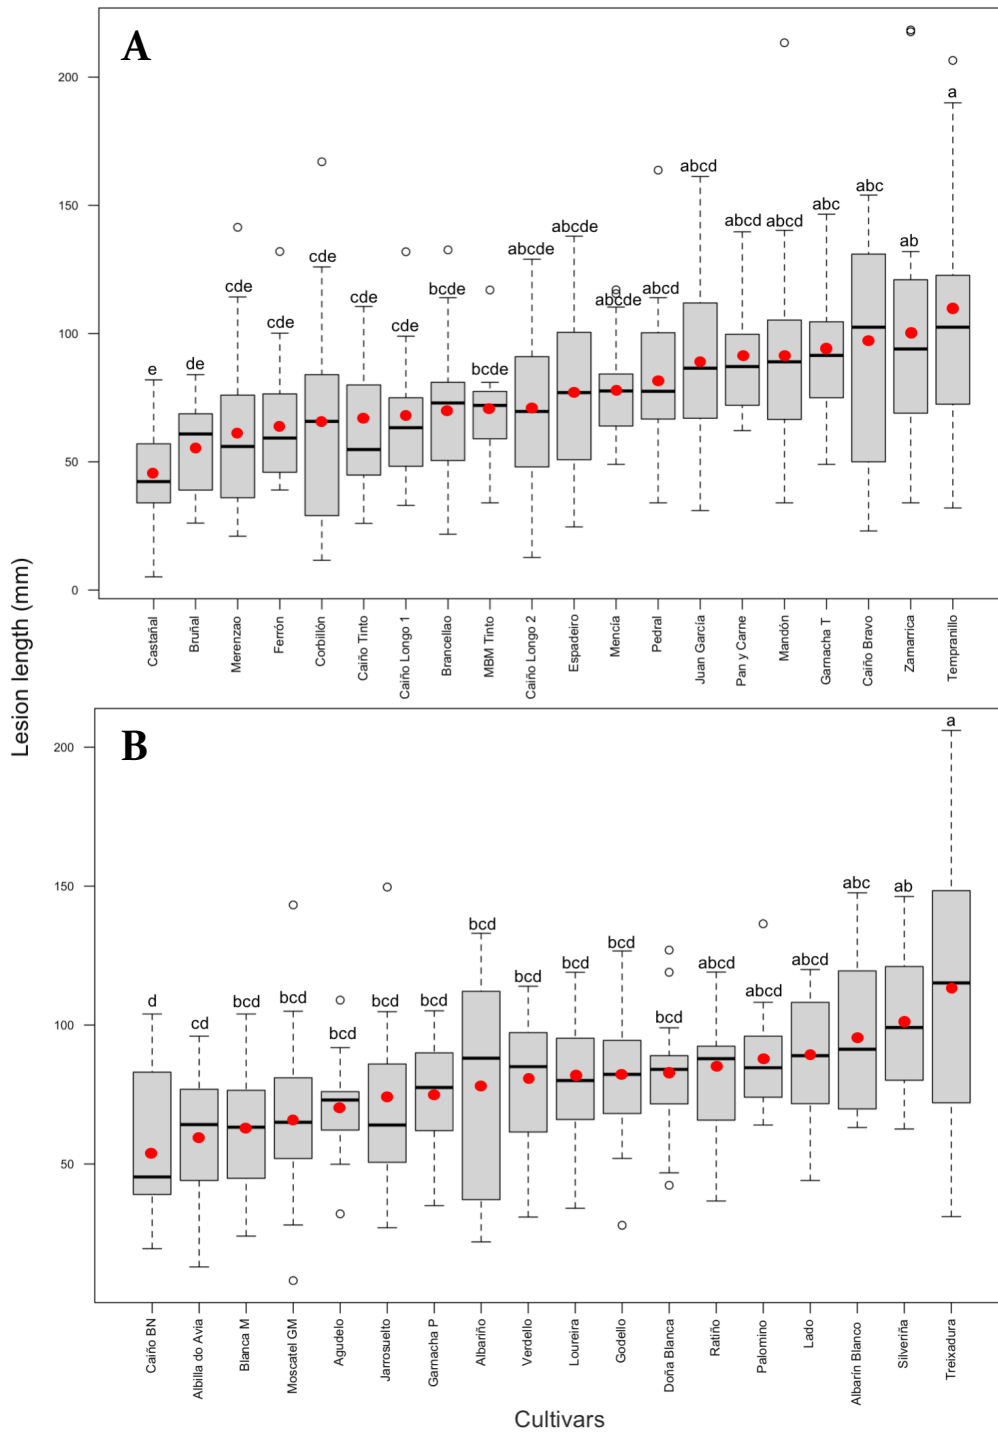 A
200
150
100
50
0
e
de
cde
cde
cde
cde
cde
bcde
bcde
abcde
abcde
abcde
abcd
abcd
abcd
abcd
abc
abc
ab
a
Castañal
Bruñal
Merenzao
Ferrón
Corbillón
Caiño Tinto
Caiño Longo 1
Brancellao
MBM Tinto
Caiño Longo 2
Espadeiro
Mencía
Pedral
Juan García
Pan y Carne
Mandón
Garnacha T
Caiño Bravo
Zamarrica
Tempranillo
Lesion length (mm)
B
200
150
100
50
d
cd
bcd
bcd
bcd
bcd
bcd
bcd
bcd
bcd
bcd
bcd
abcd
abcd
abcd
abc
ab
a
Caiño BN
Albilla do Avia
Blanca M
Moscatel GM
Agudelo
Jarrosuelto
Garnacha P
Albariño
Verdello
Loureira
Godello
Doña Blanca
Ratiño
Palomino
Lado
Albarín Blanco
Silveriña
Treixadura
Cultivars